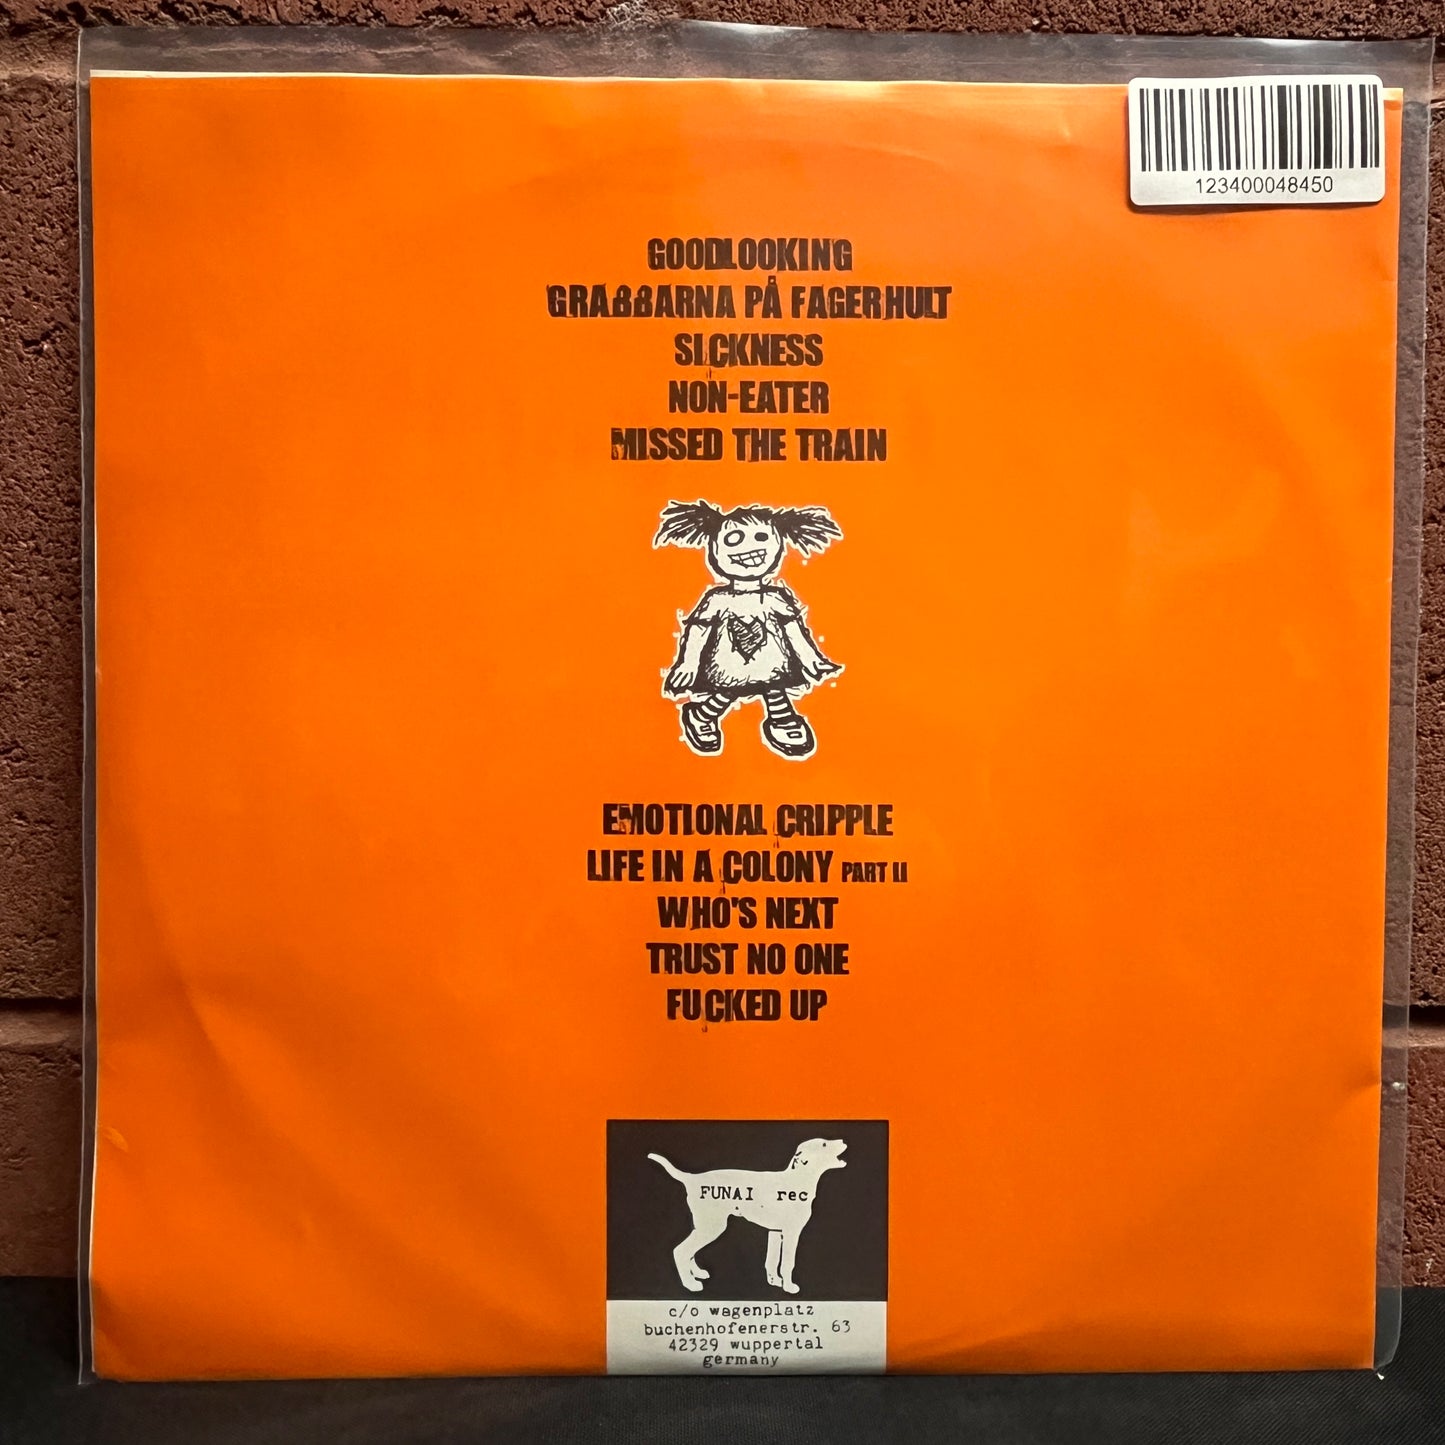 123400048450
GOODLOOKING
GRABBARNA PÅ FAGERHULT
SICKNESS
NON-EATER
MISSED THE TRAIN
EMOTIONAL CRIPPLE
LIFE IN A COLONY PART II
WHO'S NEXT
TRUST NO ONE
FUCKED UP
FUNAI rec
c/o wagenplatz
buchenhofenerstr. 63
42329 wuppertal
germany